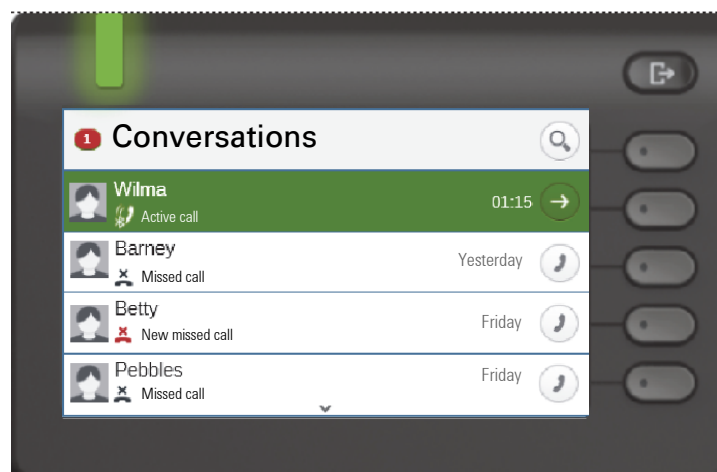 1 Conversations
Wilma
Active call
01:15
Barney
Missed call
Yesterday
Betty
New missed call
Friday
Pebbles
Missed call
Friday